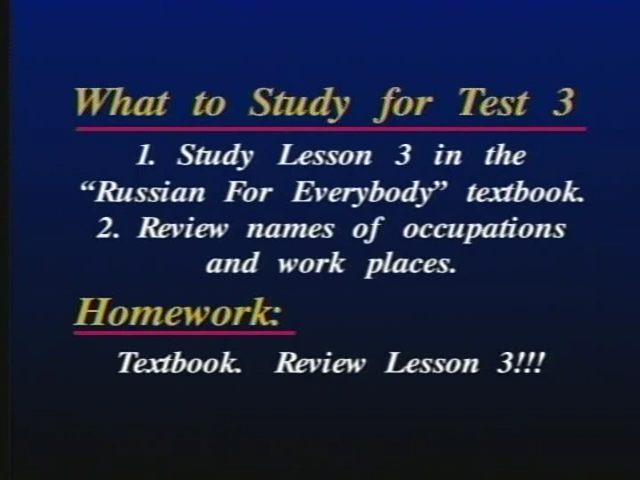 What to Study for Test 3
1. Study Lesson 3 in the
“Russian For Everybody” textbook.
2. Review names of occupations
and work places.
Homework:
Textbook. Review Lesson 3!!!